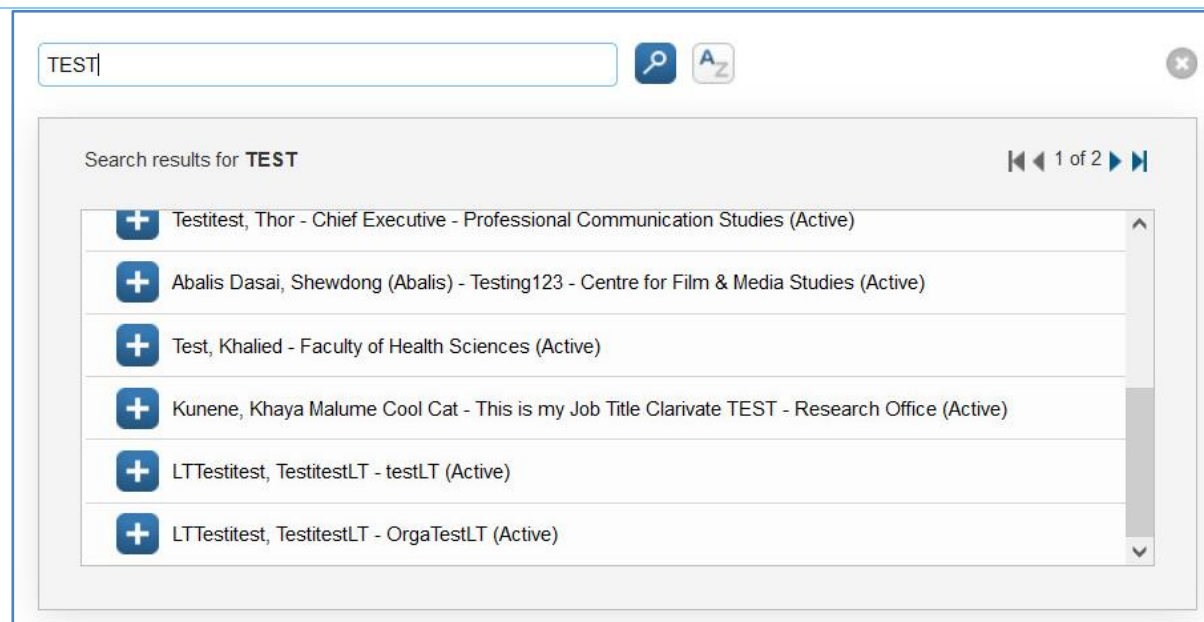 TEST
AZ
Search results for TEST
1 of 2
Testitest, Thor - Chief Executive - Professional Communication Studies (Active)
Abalis Dasai, Shewdong (Abalis) - Testing123 - Centre for Film & Media Studies (Active)
Test, Khalied - Faculty of Health Sciences (Active)
Kunene, Khaya Malume Cool Cat - This is my Job Title Clarivate TEST - Research Office (Active)
LTTestitest, TestitestLT - testLT (Active)
LTTestitest, TestitestLT - OrgaTestLT (Active)